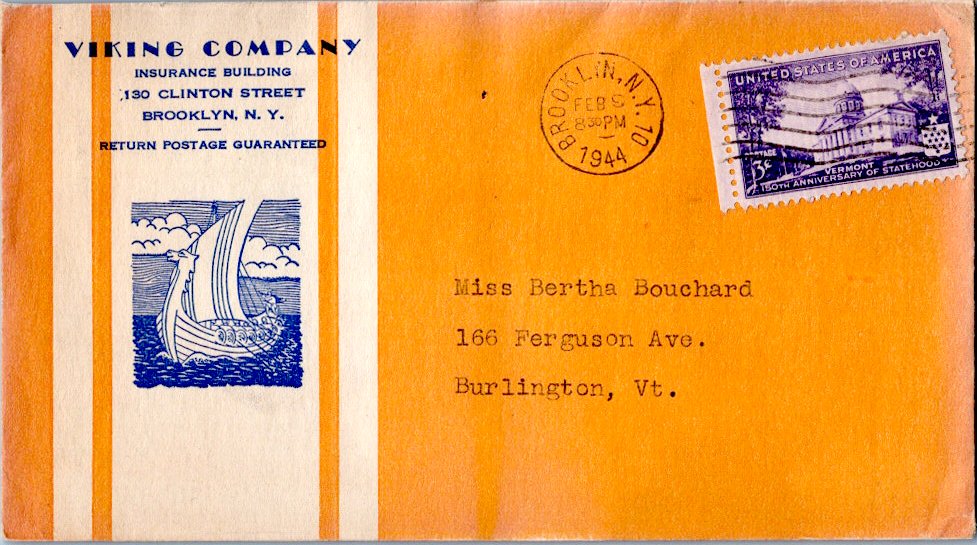 VIKING COMPANY
INSURANCE BUILDING
130 CLINTON STREET
BROOKLYN, N. Y.
RETURN POSTAGE GUARANTEED
BROOKLYN, N.Y. 10
FEB 5
8 30 PM
1944
UNITED STATES OF AMERICA
POSTAGE
3¢
VERMONT
150TH ANNIVERSARY OF STATEHOOD
Miss Bertha Bouchard
166 Ferguson Ave.
Burlington, Vt.